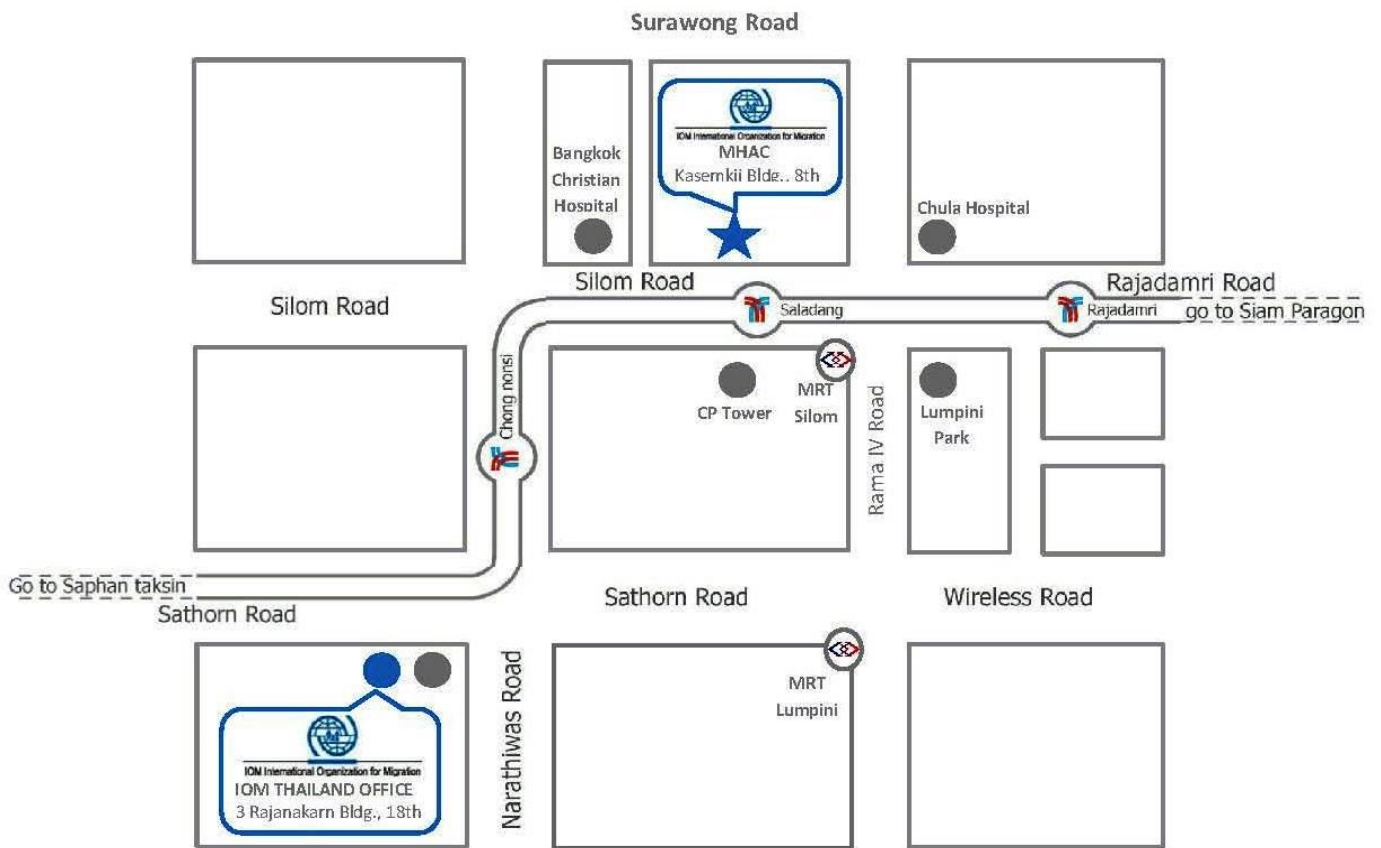 Surawong Road
IOM International Organization for Migration
MHAC
Kasemkij Bldg., 8th
Bangkok
Christian
Hospital
Chula Hospital
Silom Road
Silom Road
Rajadamri Road
Saladang
Rajadamri
go to Siam Paragon
Chong nonsi
CP Tower
MRT
Silom
Rama IV Road
Lumpini
Park
Go to Saphan taksin
Sathorn Road
Sathorn Road
Wireless Road
Narathiwas Road
MRT
Lumpini
IOM International Organization for Migration
IOM THAILAND OFFICE
3 Rajanakarn Bldg., 18th